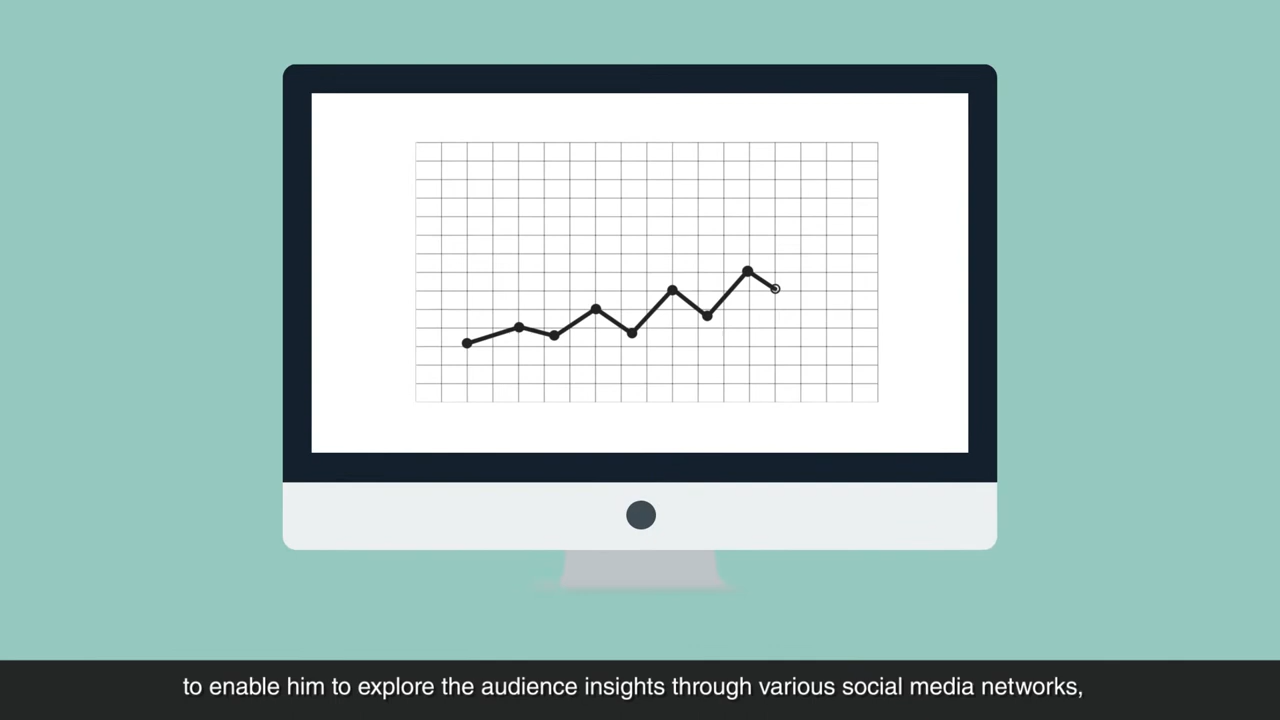 to enable him to explore the audience insights through various social media networks,